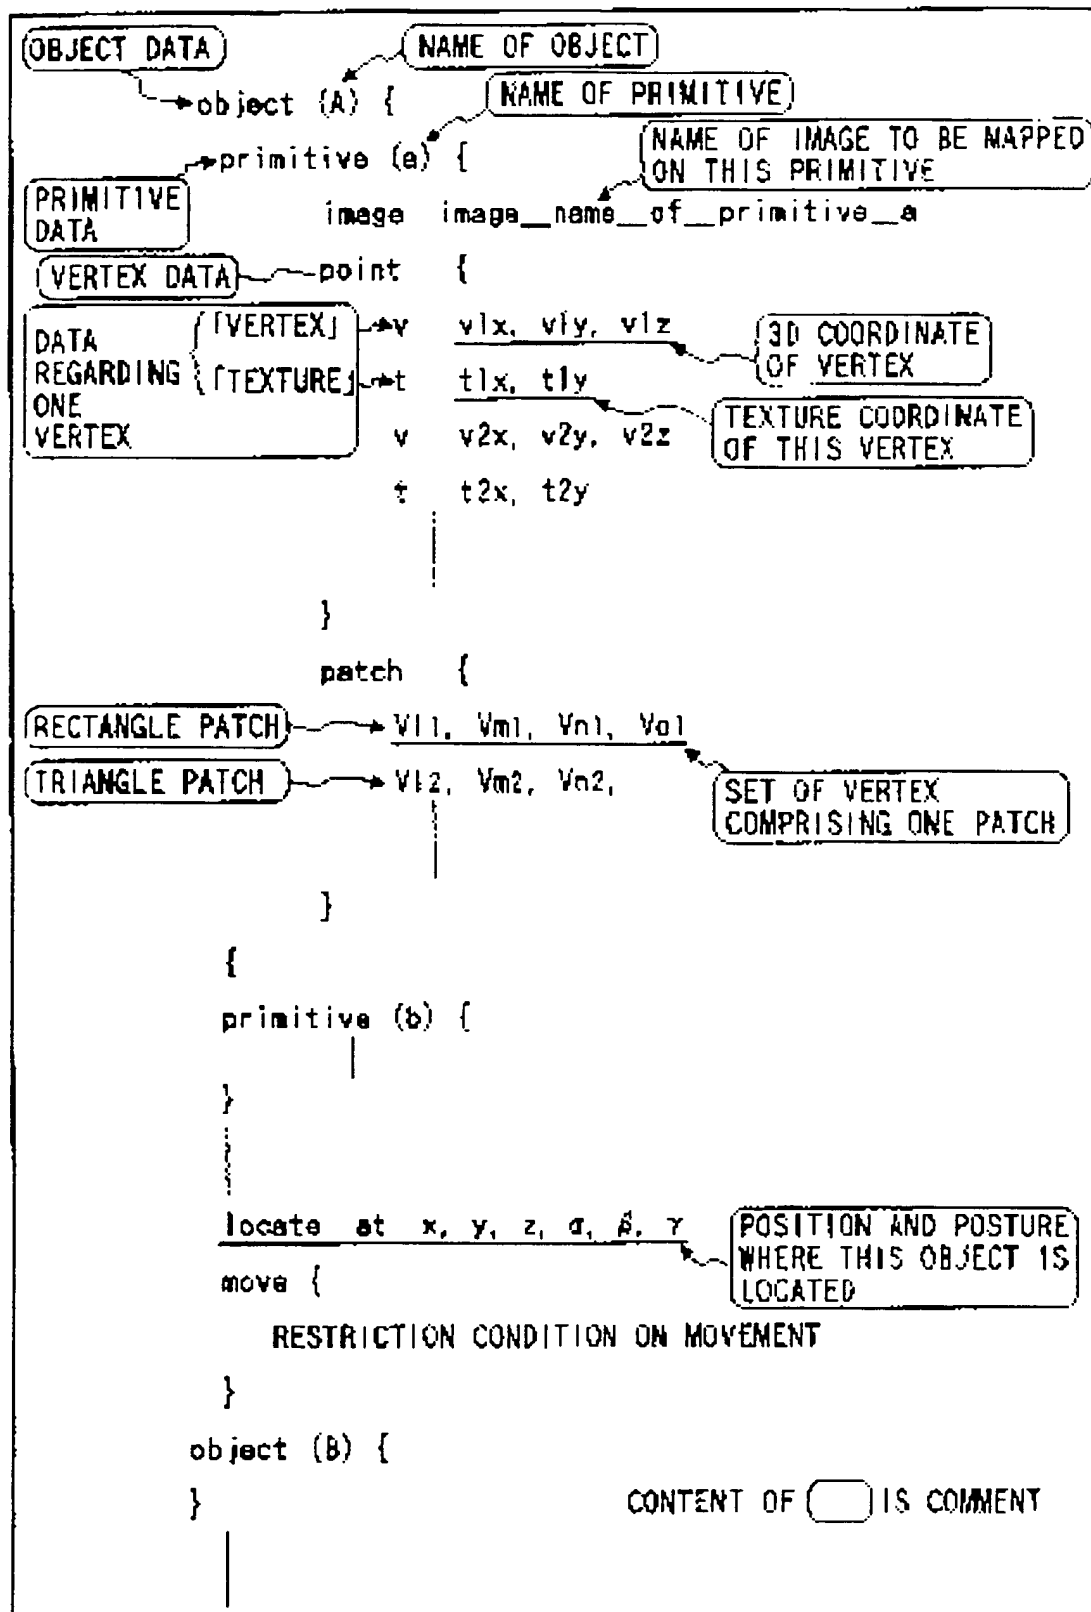 OBJECT DATA
NAME OF OBJECT
object (A) {
NAME OF PRIMITIVE
primitive (a) {
NAME OF IMAGE TO BE MAPPED
ON THIS PRIMITIVE
PRIMITIVE
DATA
image image__name__of__primitive__a
VERTEX DATA
point {
DATA
REGARDING
ONE
VERTEX
「VERTEX」
v v1x, v1y, v1z
3D COORDINATE
OF VERTEX
「TEXTURE」
t t1x, t1y
TEXTURE COORDINATE
OF THIS VERTEX
v v2x, v2y, v2z
t t2x, t2y
}
patch {
RECTANGLE PATCH
Vl1, Vm1, Vn1, Vo1
TRIANGLE PATCH
Vl2, Vm2, Vn2,
SET OF VERTEX
COMPRISING ONE PATCH
}
{
primitive (b) {
}
locate at x, y, z, α, β, γ
POSITION AND POSTURE
WHERE THIS OBJECT IS
LOCATED
move {
RESTRICTION CONDITION ON MOVEMENT
}
object (B) {
}
CONTENT OF IS COMMENT